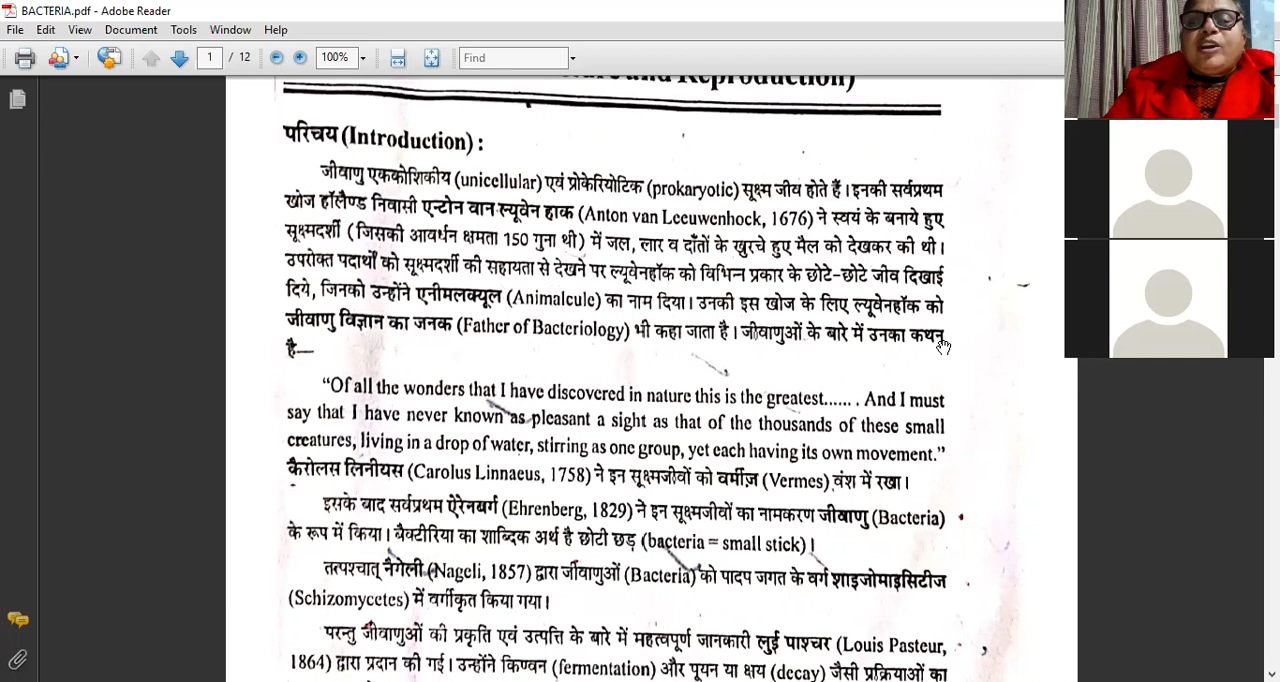 BACTERIA.pdf - Adobe Reader
File Edit View Document Tools Window Help
1 / 12 100% Find
and Reproduction)
परिचय (Introduction) :
जीवाणु एककोशिकीय (unicellular) एवं प्रोकेरियोटिक (prokaryotic) सूक्ष्म जीव होते हैं। इनकी सर्वप्रथम
खोज हॉलैण्ड निवासी एन्टोन वान ल्यूवेन हाक (Anton van Leeuwenhock, 1676) ने स्वयं के बनाये हुए
सूक्ष्मदर्शी (जिसकी आवर्धन क्षमता 150 गुना थी) में जल, लार व दाँतों के खुरचे हुए मैल को देखकर की थी।
उपरोक्त पदार्थों को सूक्ष्मदर्शी की सहायता से देखने पर ल्यूवेनहॉक को विभिन्न प्रकार के छोटे-छोटे जीव दिखाई
दिये, जिनको उन्होंने एनीमलक्यूल (Animalcule) का नाम दिया। उनकी इस खोज के लिए ल्यूवेनहॉक को
जीवाणु विज्ञान का जनक (Father of Bacteriology) भी कहा जाता है। जीवाणुओं के बारे में उनका कथन
है—
“Of all the wonders that I have discovered in nature this is the greatest....... And I must
say that I have never known as pleasant a sight as that of the thousands of these small
creatures, living in a drop of water, stirring as one group, yet each having its own movement.”
कैरोलस लिनीयस (Carolus Linnaeus, 1758) ने इन सूक्ष्मजीवों को वर्मीज़ (Vermes) वंश में रखा।
इसके बाद सर्वप्रथम ऐरेनबर्ग (Ehrenberg, 1829) ने इन सूक्ष्मजीवों का नामकरण जीवाणु (Bacteria)
के रूप में किया। बैक्टीरिया का शाब्दिक अर्थ है छोटी छड़ (bacteria = small stick)।
तत्पश्चात् नैगेली (Nageli, 1857) द्वारा जीवाणुओं (Bacteria) को पादप जगत के वर्ग शाइजोमाइसिटीज
(Schizomycetes) में वर्गीकृत किया गया।
परन्तु जीवाणुओं की प्रकृति एवं उत्पत्ति के बारे में महत्वपूर्ण जानकारी लुई पाश्चर (Louis Pasteur,
1864) द्वारा प्रदान की गई। उन्होंने किण्वन (fermentation) और पूयन या क्षय (decay) जैसी प्रक्रियाओं का